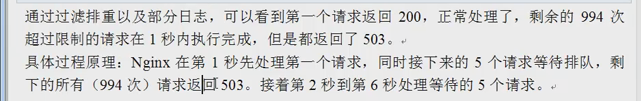 通过过滤排重以及部分日志，可以看到第一个请求返回 200，正常处理了，剩余的 994 次
超过限制的请求在 1 秒内执行完成，但是都返回了 503。
具体过程原理：Nginx 在第 1 秒先处理第一个请求，同时接下来的 5 个请求等待排队，剩
下的所有（994 次）请求返回 503。接着第 2 秒到第 6 秒处理等待的 5 个请求。